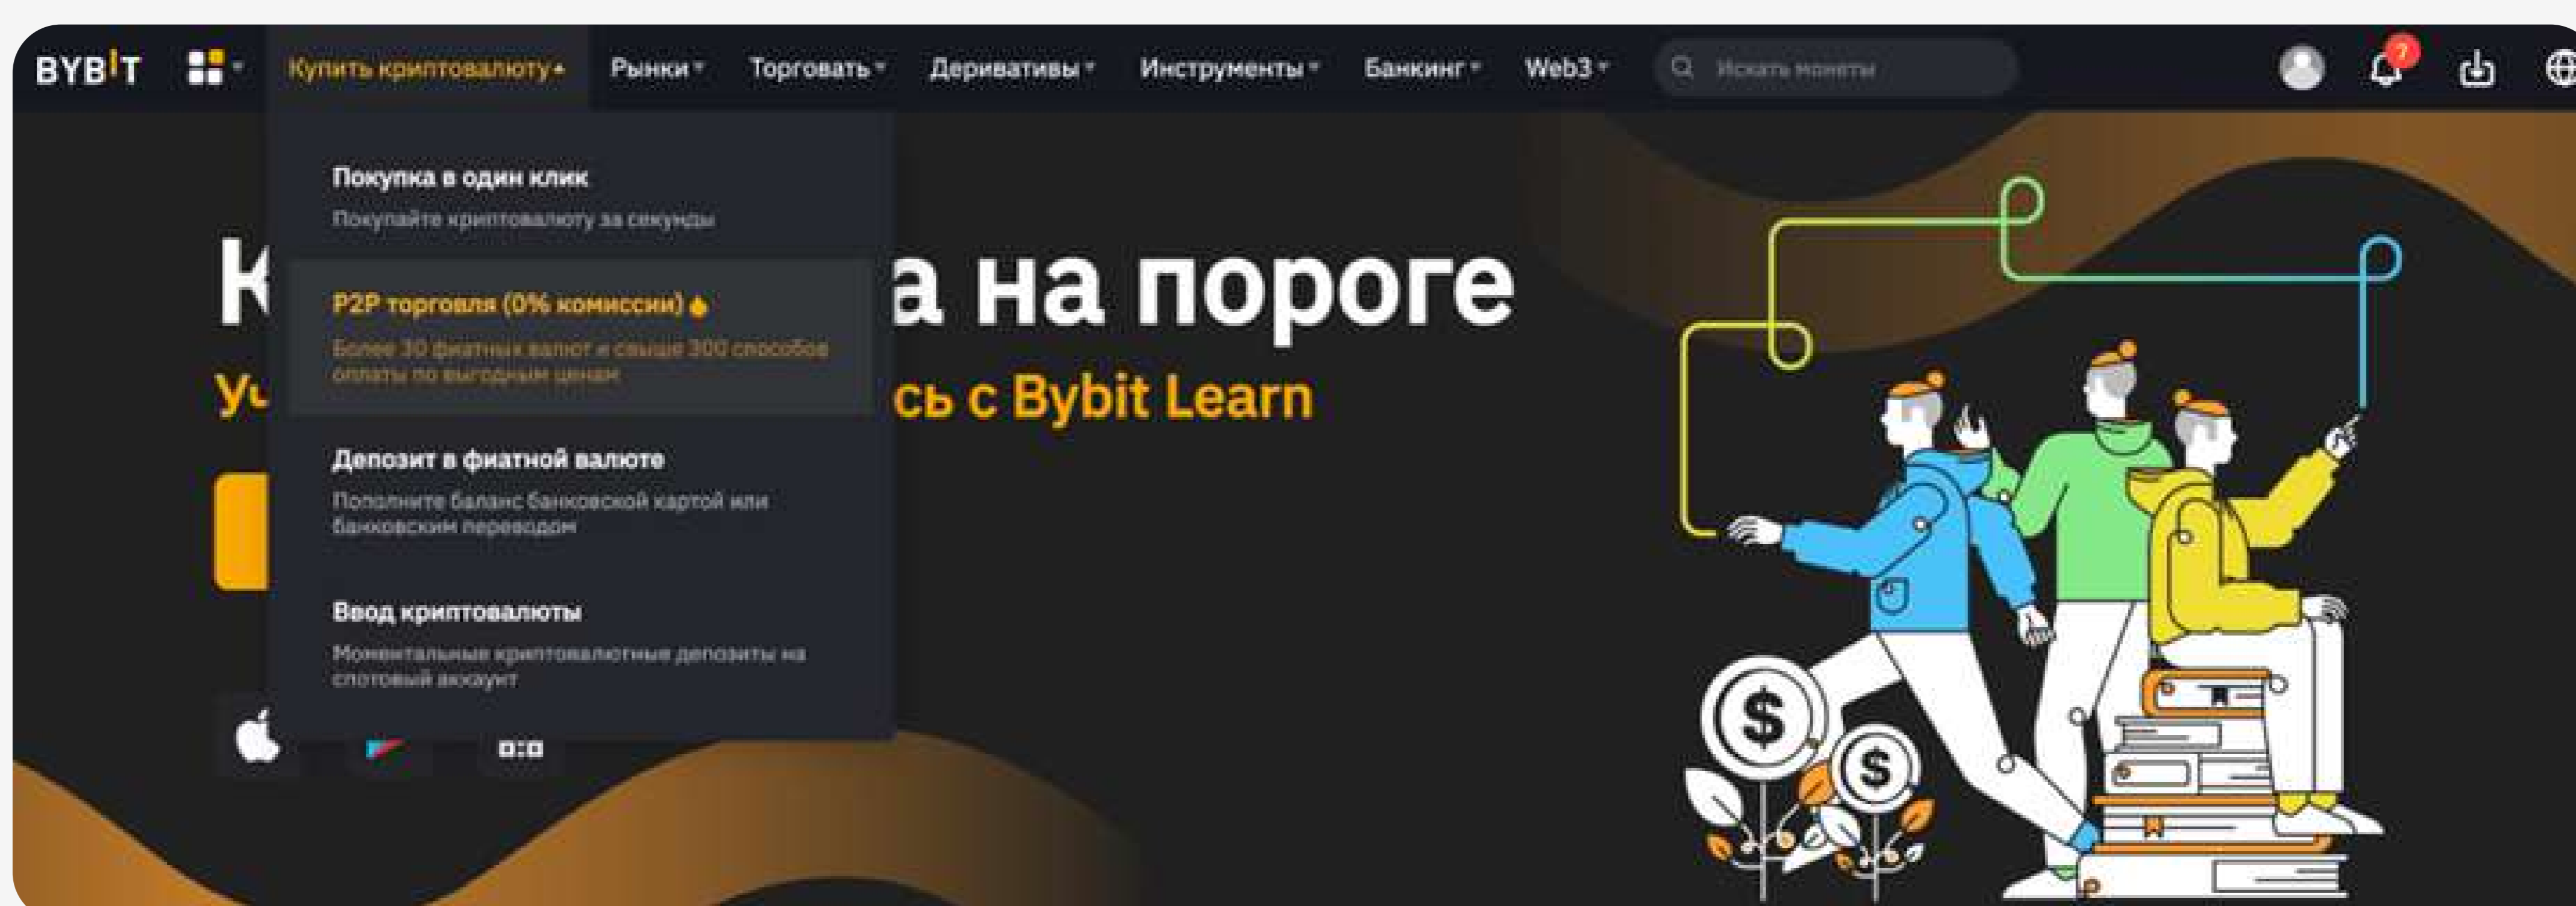 BYBIT Купить криптовалюту Рынки Торговать Деривативы Инструменты Банкинг Web3 Искать монеты 7
Покупка в один клик
Покупайте криптовалюту за секунды
К а на пороге
P2P торговля (0% комиссии)
Более 30 фиатных валют и свыше 300 способов
оплаты по выгодным ценам
Уч сь с Bybit Learn
Депозит в фиатной валюте
Пополните баланс банковской картой или
банковским переводом
Ввод криптовалюты
Моментальные криптовалютные депозиты на
спотовый аккаунт
$
$